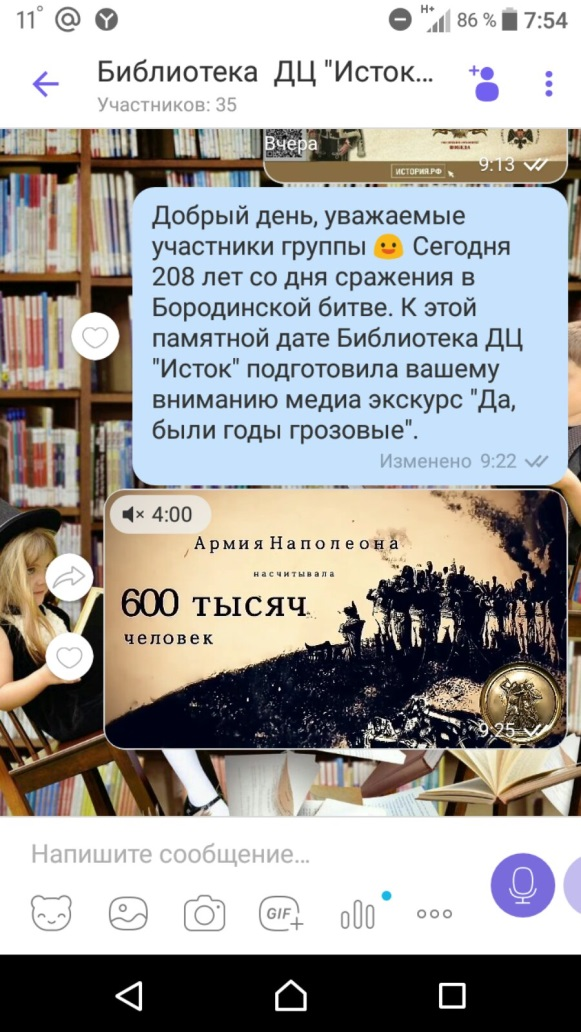 11°
H+
86 %
7:54
Библиотека ДЦ "Исток...
Участников: 35
Вчера
ИСТОРИЯ.РФ
9:13
Добрый день, уважаемые
участники группы Сегодня
208 лет со дня сражения в
Бородинской битве. К этой
памятной дате Библиотека ДЦ
"Исток" подготовила вашему
вниманию медиа экскурс "Да,
были годы грозовые".
Изменено 9:22
4:00
Армия Наполеона
насчитывала
600 тысяч
человек
9:25
Напишите сообщение...
GIF